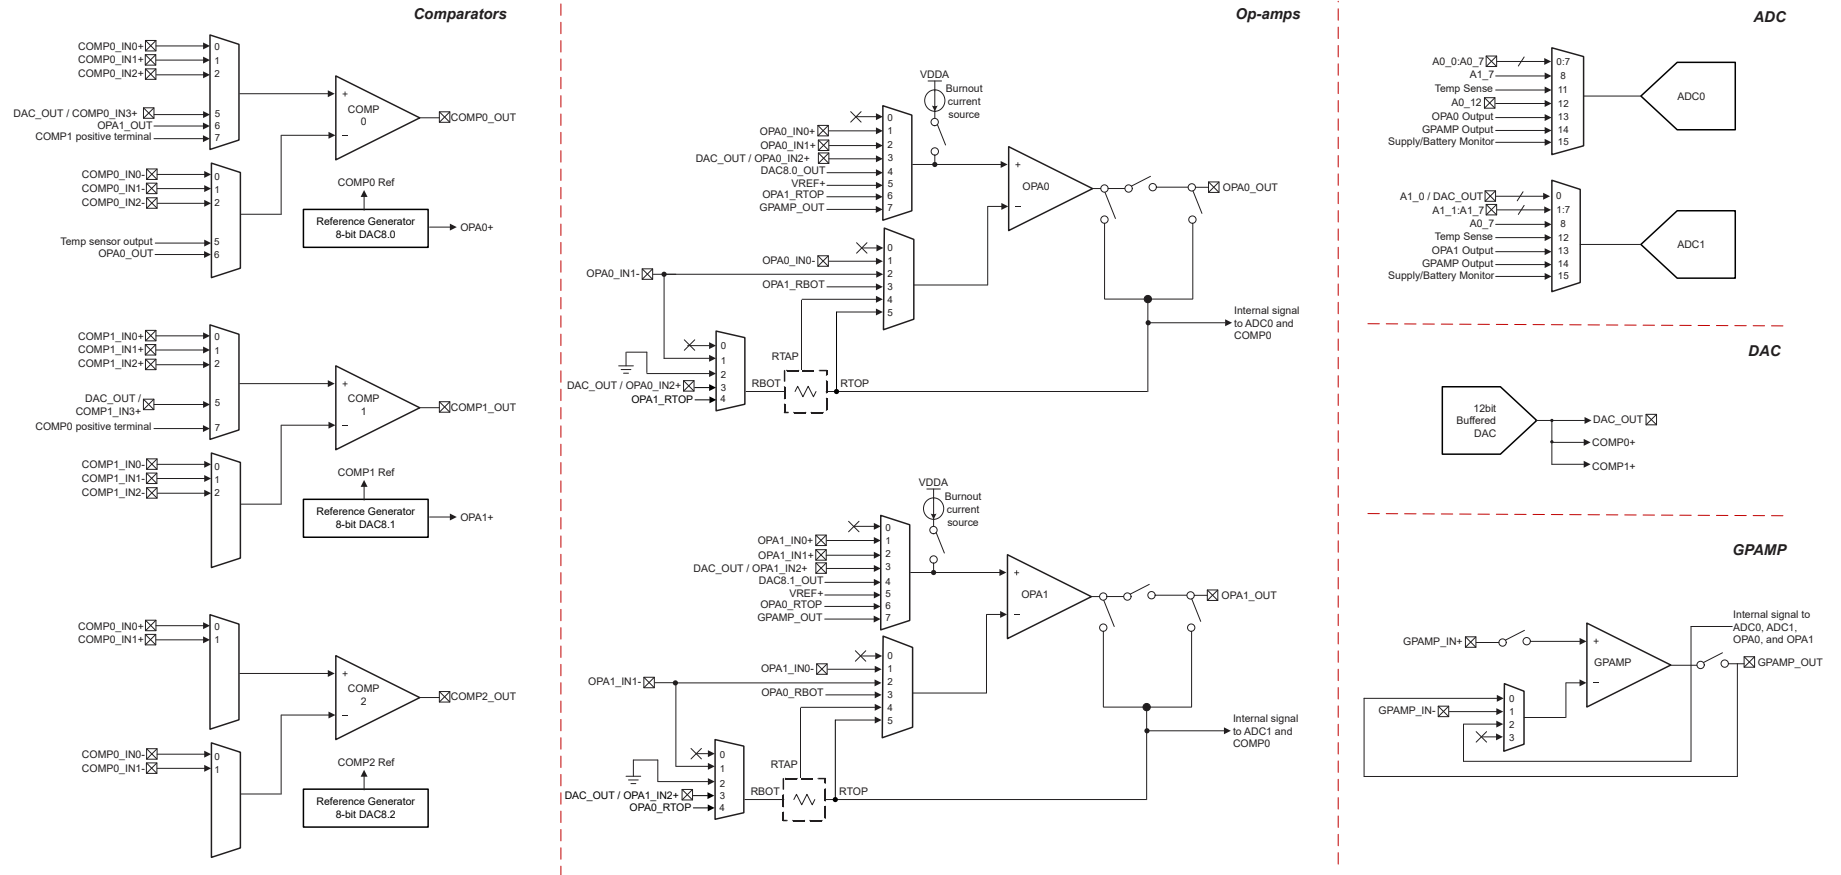 Comparators
COMP0_IN0+
COMP0_IN1+
COMP0_IN2+
DAC_OUT / COMP0_IN3+
OPA1_OUT
COMP1 positive terminal
0
1
2
5
6
7
+
COMP
0
−
COMP0_OUT
COMP0_IN0-
COMP0_IN1-
COMP0_IN2-
Temp sensor output
OPA0_OUT
0
1
2
5
6
COMP0 Ref
Reference Generator
8-bit DAC8.0
OPA0+
COMP1_IN0+
COMP1_IN1+
COMP1_IN2+
DAC_OUT /
COMP1_IN3+
COMP0 positive terminal
0
1
2
5
7
+
COMP
1
−
COMP1_OUT
COMP1_IN0-
COMP1_IN1-
COMP1_IN2-
0
1
2
COMP1 Ref
Reference Generator
8-bit DAC8.1
OPA1+
COMP0_IN0+
COMP0_IN1+
0
1
+
COMP
2
−
COMP2_OUT
COMP0_IN0-
COMP0_IN1-
0
1
COMP2 Ref
Reference Generator
8-bit DAC8.2
Op-amps
VDDA
Burnout
current
source
OPA0_IN0+
OPA0_IN1+
DAC_OUT / OPA0_IN2+
DAC8.0_OUT
VREF+
OPA1_RTOP
GPAMP_OUT
0
1
2
3
4
5
6
7
+
OPA0
−
OPA0_OUT
OPA0_IN0-
OPA0_IN1-
OPA1_RBOT
0
1
2
3
4
5
Internal signal
to ADC0 and
COMP0
DAC_OUT / OPA0_IN2+
OPA1_RTOP
0
1
2
3
4
RBOT
RTAP
RTOP
VDDA
Burnout
current
source
OPA1_IN0+
OPA1_IN1+
DAC_OUT / OPA1_IN2+
DAC8.1_OUT
VREF+
OPA0_RTOP
GPAMP_OUT
0
1
2
3
4
5
6
7
+
OPA1
−
OPA1_OUT
OPA1_IN0-
OPA1_IN1-
OPA0_RBOT
0
1
2
3
4
5
Internal signal
to ADC1 and
COMP0
DAC_OUT / OPA1_IN2+
OPA0_RTOP
0
1
2
3
4
RBOT
RTAP
RTOP
ADC
A0_0:A0_7
A1_7
Temp Sense
A0_12
OPA0 Output
GPAMP Output
Supply/Battery Monitor
0:7
8
11
12
13
14
15
ADC0
A1_0 / DAC_OUT
A1_1:A1_7
A0_7
Temp Sense
OPA1 Output
GPAMP Output
Supply/Battery Monitor
0
1:7
8
12
13
14
15
ADC1
DAC
12bit
Buffered
DAC
DAC_OUT
COMP0+
COMP1+
GPAMP
Internal signal to
ADC0, ADC1,
OPA0, and OPA1
GPAMP_IN+
+
GPAMP
−
GPAMP_OUT
GPAMP_IN-
0
1
2
3